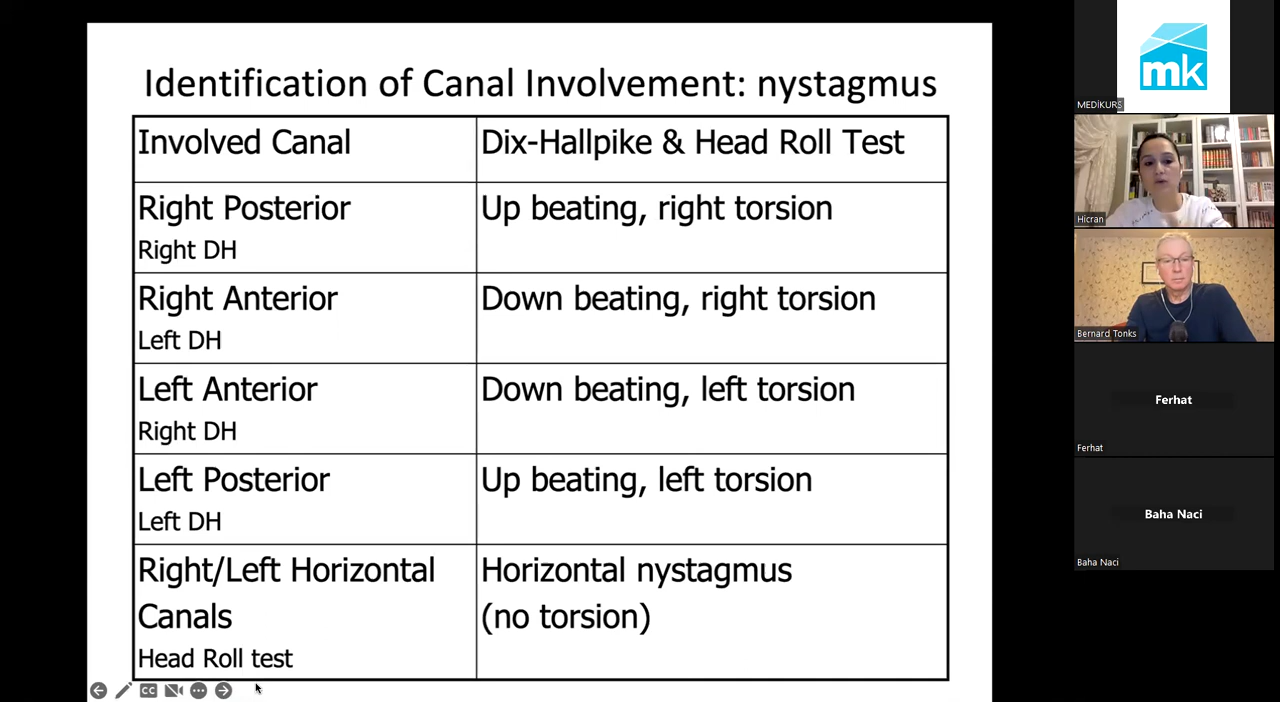 Identification of Canal Involvement: nystagmus
Involved Canal
Dix-Hallpike & Head Roll Test
Right Posterior
Right DH
Up beating, right torsion
Right Anterior
Left DH
Down beating, right torsion
Left Anterior
Right DH
Down beating, left torsion
Left Posterior
Left DH
Up beating, left torsion
Right/Left Horizontal
Canals
Head Roll test
Horizontal nystagmus
(no torsion)
CC
mk
MEDİKURS
Hicran
Bernard Tonks
Ferhat
Ferhat
Baha Naci
Baha Naci